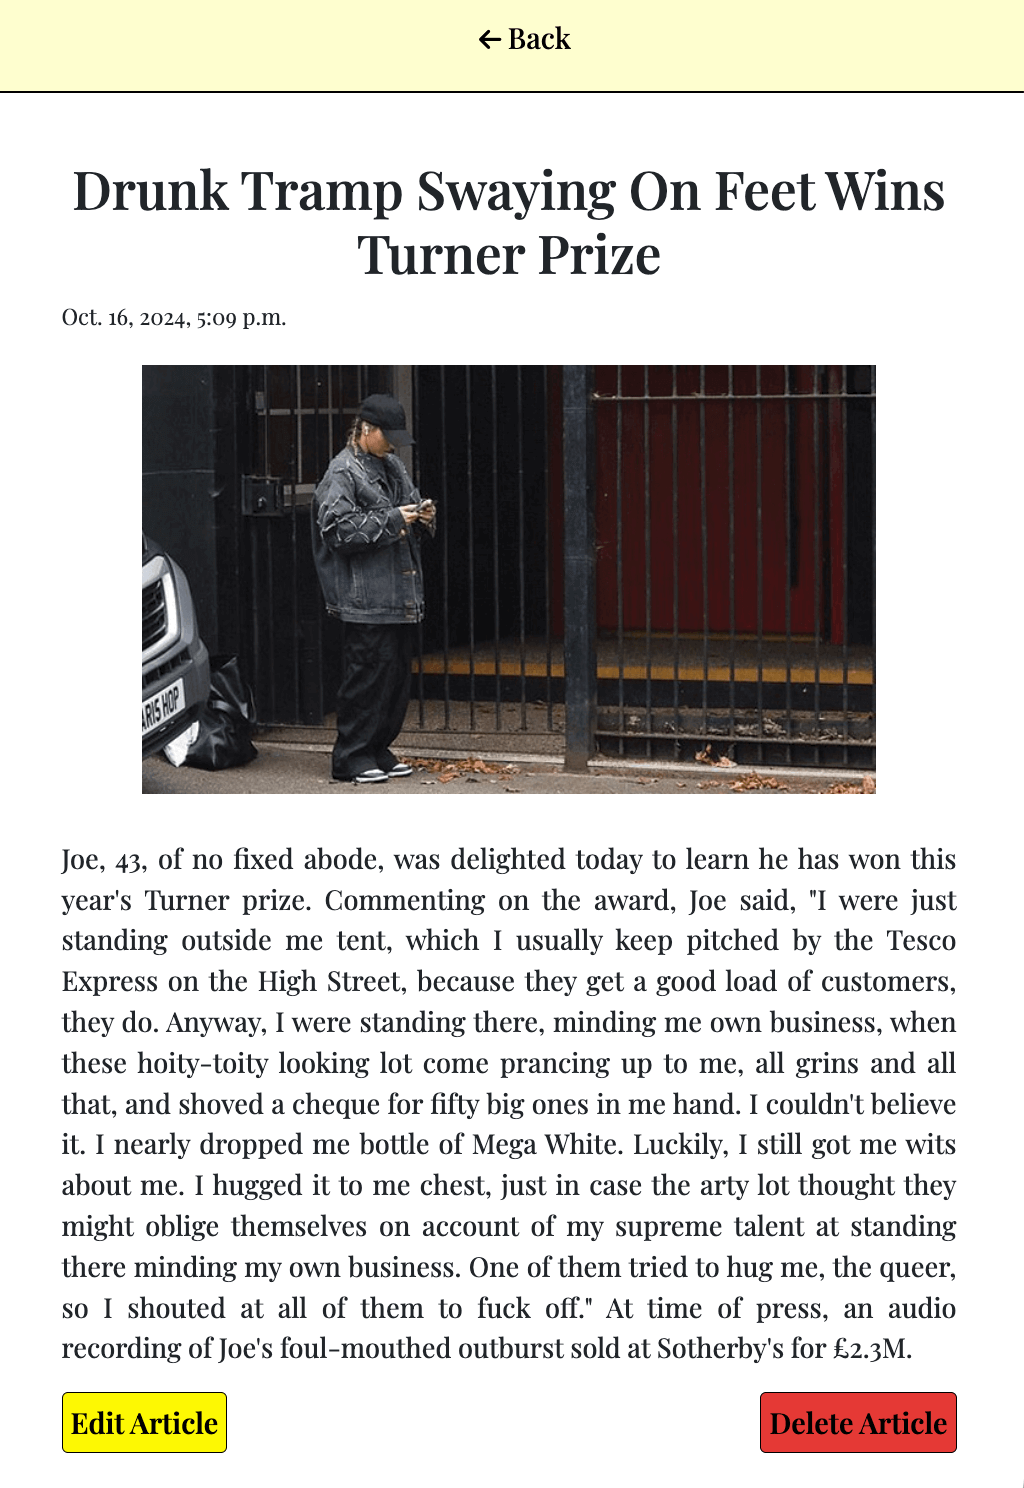 ← Back
Drunk Tramp Swaying On Feet Wins
Turner Prize
Oct. 16, 2024, 5:09 p.m.
ARIS HOP
Joe, 43, of no fixed abode, was delighted today to learn he has won this
year's Turner prize. Commenting on the award, Joe said, "I were just
standing outside me tent, which I usually keep pitched by the Tesco
Express on the High Street, because they get a good load of customers,
they do. Anyway, I were standing there, minding me own business, when
these hoity-toity looking lot come prancing up to me, all grins and all
that, and shoved a cheque for fifty big ones in me hand. I couldn't believe
it. I nearly dropped me bottle of Mega White. Luckily, I still got me wits
about me. I hugged it to me chest, just in case the arty lot thought they
might oblige themselves on account of my supreme talent at standing
there minding my own business. One of them tried to hug me, the queer,
so I shouted at all of them to fuck off." At time of press, an audio
recording of Joe's foul-mouthed outburst sold at Sotherby's for £2.3M.
Edit Article
Delete Article